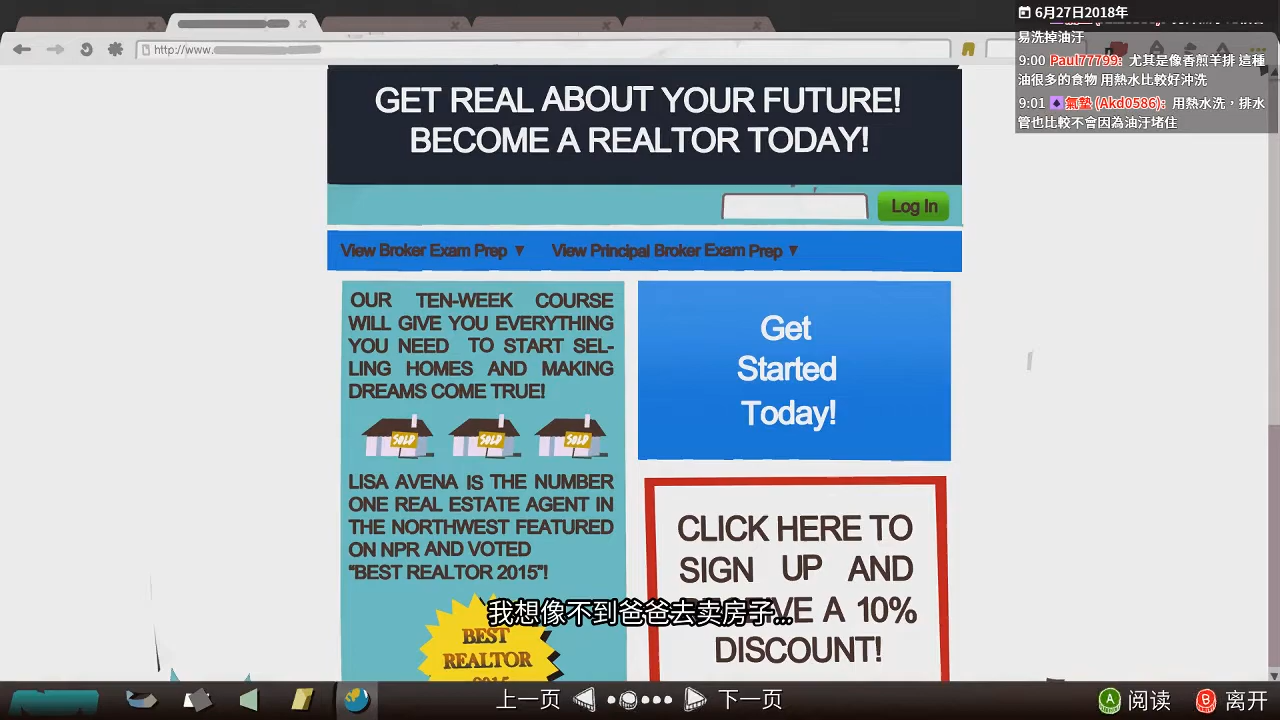 6月27日2018年
易洗掉油汙
http://www.
9:00 Paul77799: 尤其是像香煎羊排 這種
油很多的食物 用熱水比較好沖洗
9:01 氣墊 (Akd0586): 用熱水洗，排水
管也比較不會因為油汙堵住
GET REAL ABOUT YOUR FUTURE!
BECOME A REALTOR TODAY!
Log In
View Broker Exam Prep ▼ View Principal Broker Exam Prep ▼
OUR TEN-WEEK COURSE
WILL GIVE YOU EVERYTHING
YOU NEED TO START SEL-
LING HOMES AND MAKING
DREAMS COME TRUE!
SOLD SOLD SOLD
LISA AVENA IS THE NUMBER
ONE REAL ESTATE AGENT IN
THE NORTHWEST FEATURED
ON NPR AND VOTED
"BEST REALTOR 2015"!
BEST
REALTOR
2015
Get
Started
Today!
CLICK HERE TO
SIGN UP AND
RECEIVE A 10%
DISCOUNT!
我想像不到爸爸去卖房子...
上一页 下一页
A 阅读 B 离开